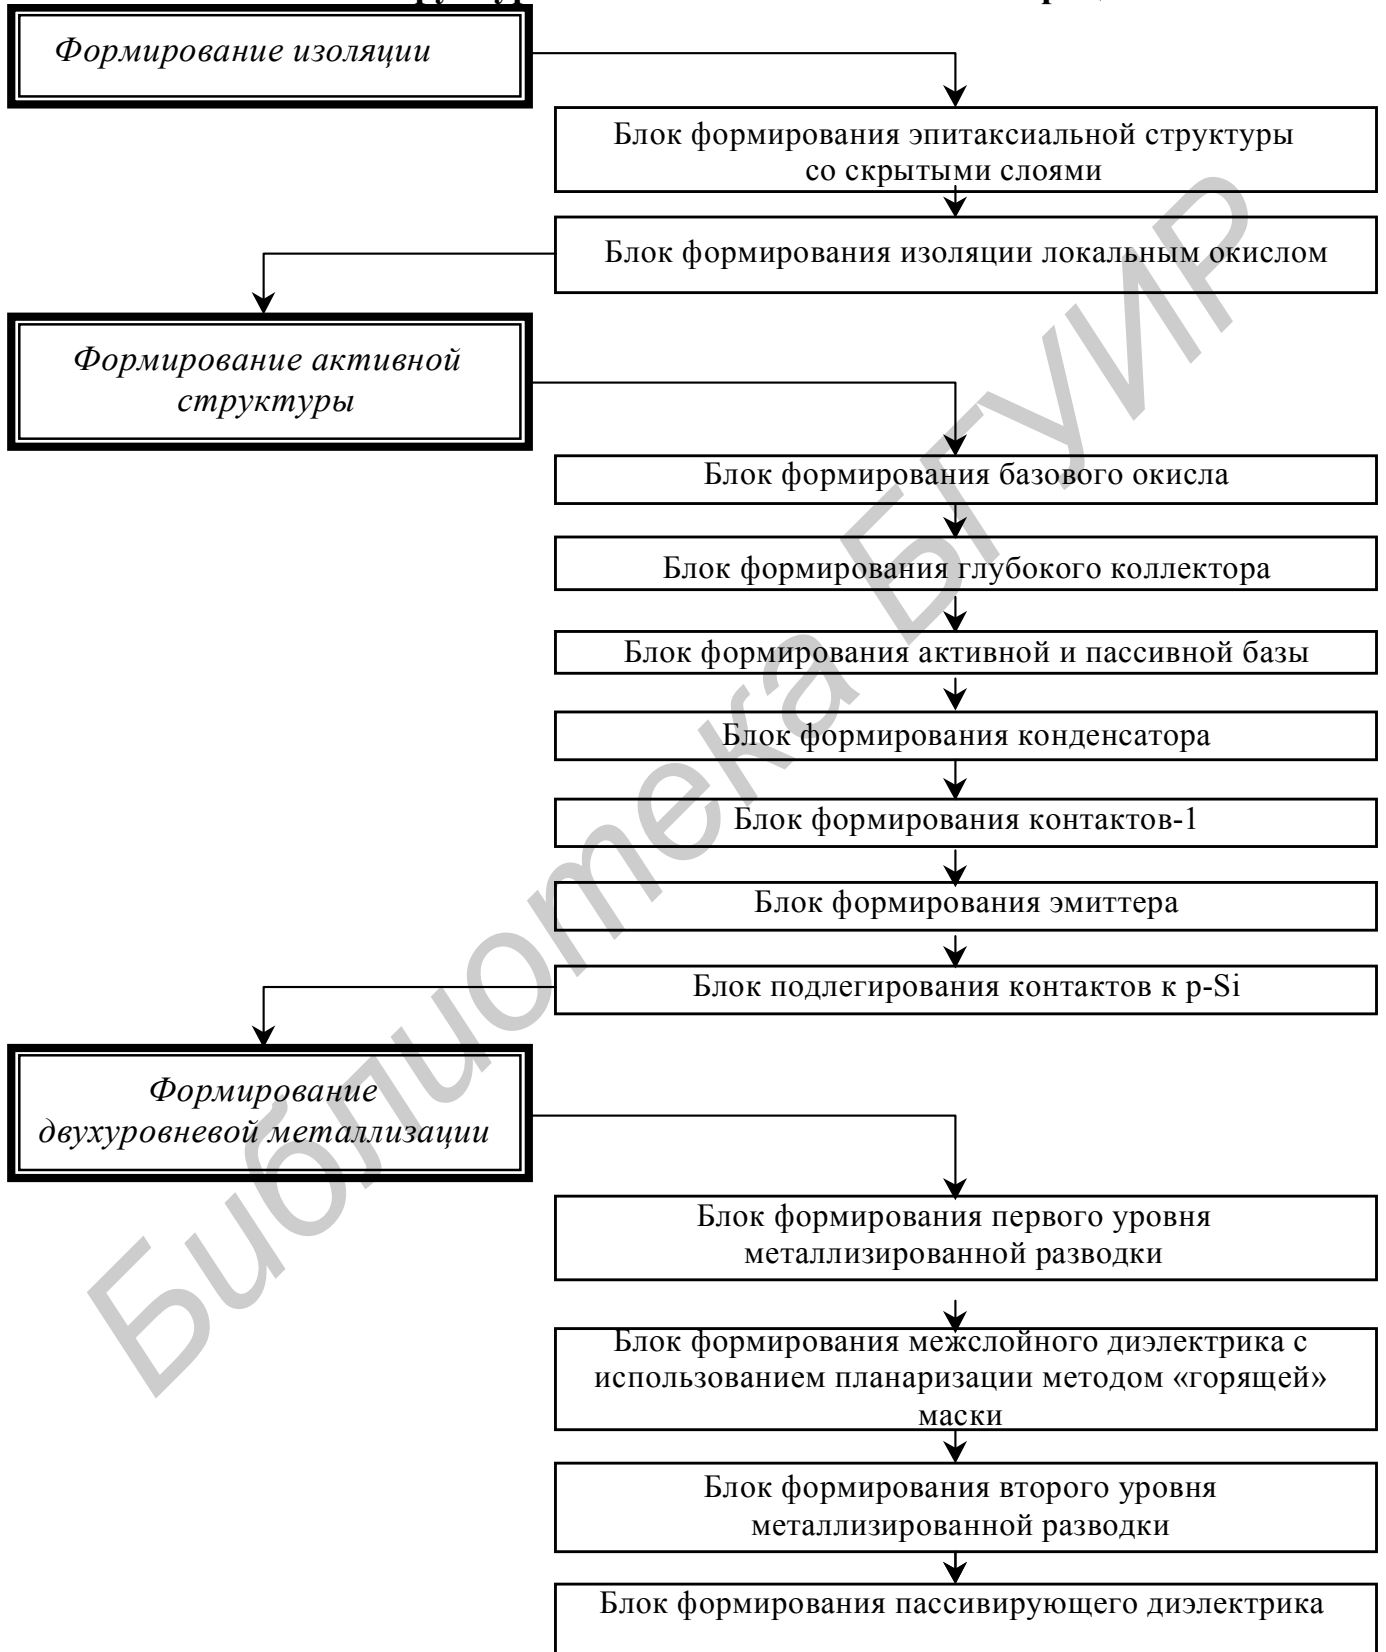 Формирование изоляции
Блок формирования эпитаксиальной структуры
со скрытыми слоями
Блок формирования изоляции локальным окислом
Формирование активной
структуры
Блок формирования базового окисла
Блок формирования глубокого коллектора
Блок формирования активной и пассивной базы
Блок формирования конденсатора
Блок формирования контактов-1
Блок формирования эмиттера
Блок подлегирования контактов к p-Si
Формирование
двухуровневой металлизации
Блок формирования первого уровня
металлизированной разводки
Блок формирования межслойного диэлектрика с
использованием планаризации методом «горящей»
маски
Блок формирования второго уровня
металлизированной разводки
Блок формирования пассивирующего диэлектрика
Библиотека БГУИР